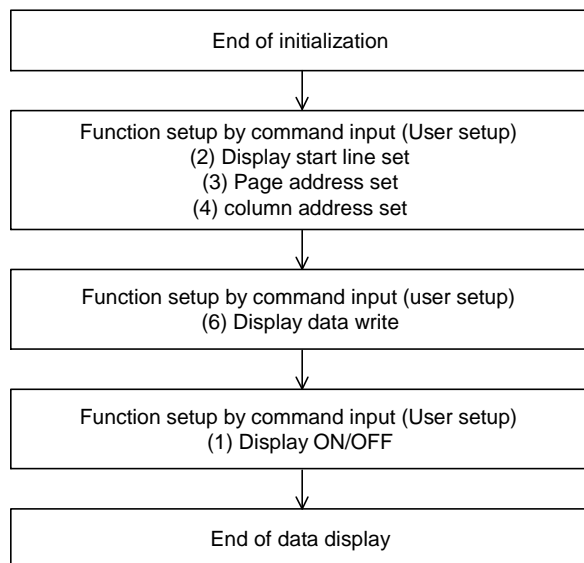 End of initialization
Function setup by command input (User setup)
(2) Display start line set
(3) Page address set
(4) column address set
Function setup by command input (user setup)
(6) Display data write
Function setup by command input (User setup)
(1) Display ON/OFF
End of data display